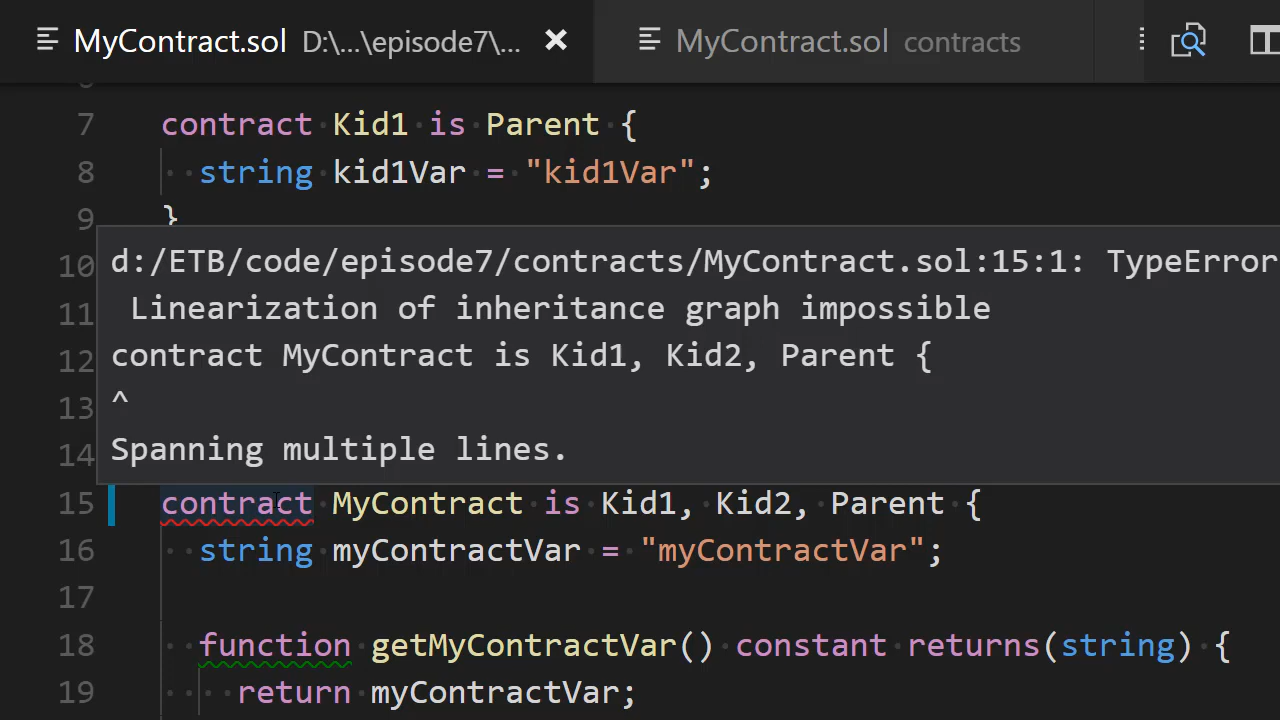 MyContract.sol D:\...\episode7\...
MyContract.sol contracts
7 contract Kid1 is Parent {
8 string kid1Var = "kid1Var";
9 }
10
11
12
13
14
d:/ETB/code/episode7/contracts/MyContract.sol:15:1: TypeError
Linearization of inheritance graph impossible
contract MyContract is Kid1, Kid2, Parent {
^
Spanning multiple lines.
15 contract MyContract is Kid1, Kid2, Parent {
16 string myContractVar = "myContractVar";
17
18 function getMyContractVar() constant returns(string) {
19 return myContractVar;